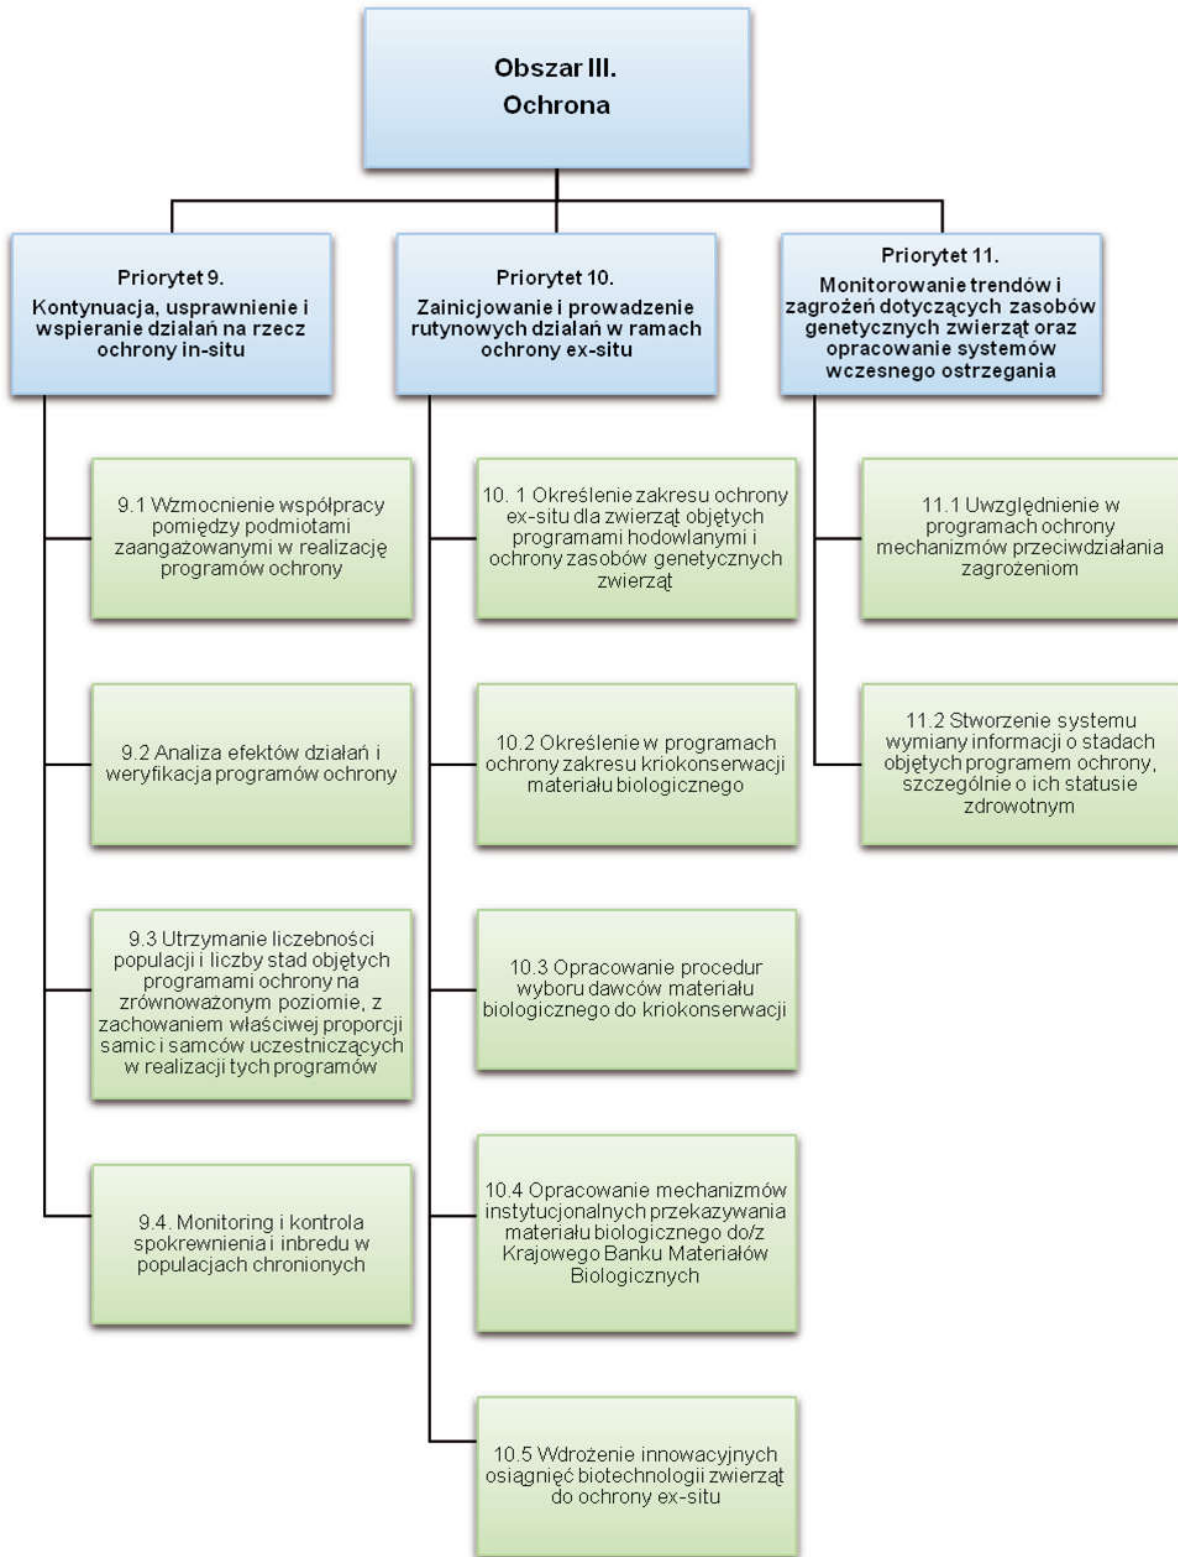 Obszar III.
Ochrona
Priorytet 9.
Kontynuacja, usprawnienie i
wspieranie działań na rzecz
ochrony in-situ
9.1 Wzmocnienie współpracy
pomiędzy podmiotami
zaangażowanymi w realizację
programów ochrony
9.2 Analiza efektów działań i
weryfikacja programów ochrony
9.3 Utrzymanie liczebności
populacji i liczby stad objętych
programami ochrony na
zrównoważonym poziomie, z
zachowaniem właściwej proporcji
samic i samców uczestniczących
w realizacji tych programów
9.4. Monitoring i kontrola
spokrewnienia i inbredu w
populacjach chronionych
Priorytet 10.
Zainicjowanie i prowadzenie
rutynowych działań w ramach
ochrony ex-situ
10. 1 Określenie zakresu ochrony
ex-situ dla zwierząt objętych
programami hodowlanymi i
ochrony zasobów genetycznych
zwierząt
10.2 Określenie w programach
ochrony zakresu kriokonserwacji
materiału biologicznego
10.3 Opracowanie procedur
wyboru dawców materiału
biologicznego do kriokonserwacji
10.4 Opracowanie mechanizmów
instytucjonalnych przekazywania
materiału biologicznego do/z
Krajowego Banku Materiałów
Biologicznych
10.5 Wdrożenie innowacyjnych
osiągnięć biotechnologii zwierząt
do ochrony ex-situ
Priorytet 11.
Monitorowanie trendów i
zagrożeń dotyczących zasobów
genetycznych zwierząt oraz
opracowanie systemów
wczesnego ostrzegania
11.1 Uwzględnienie w
programach ochrony
mechanizmów przeciwdziałania
zagrożeniom
11.2 Stworzenie systemu
wymiany informacji o stadach
objętych programem ochrony,
szczególnie o ich statusie
zdrowotnym